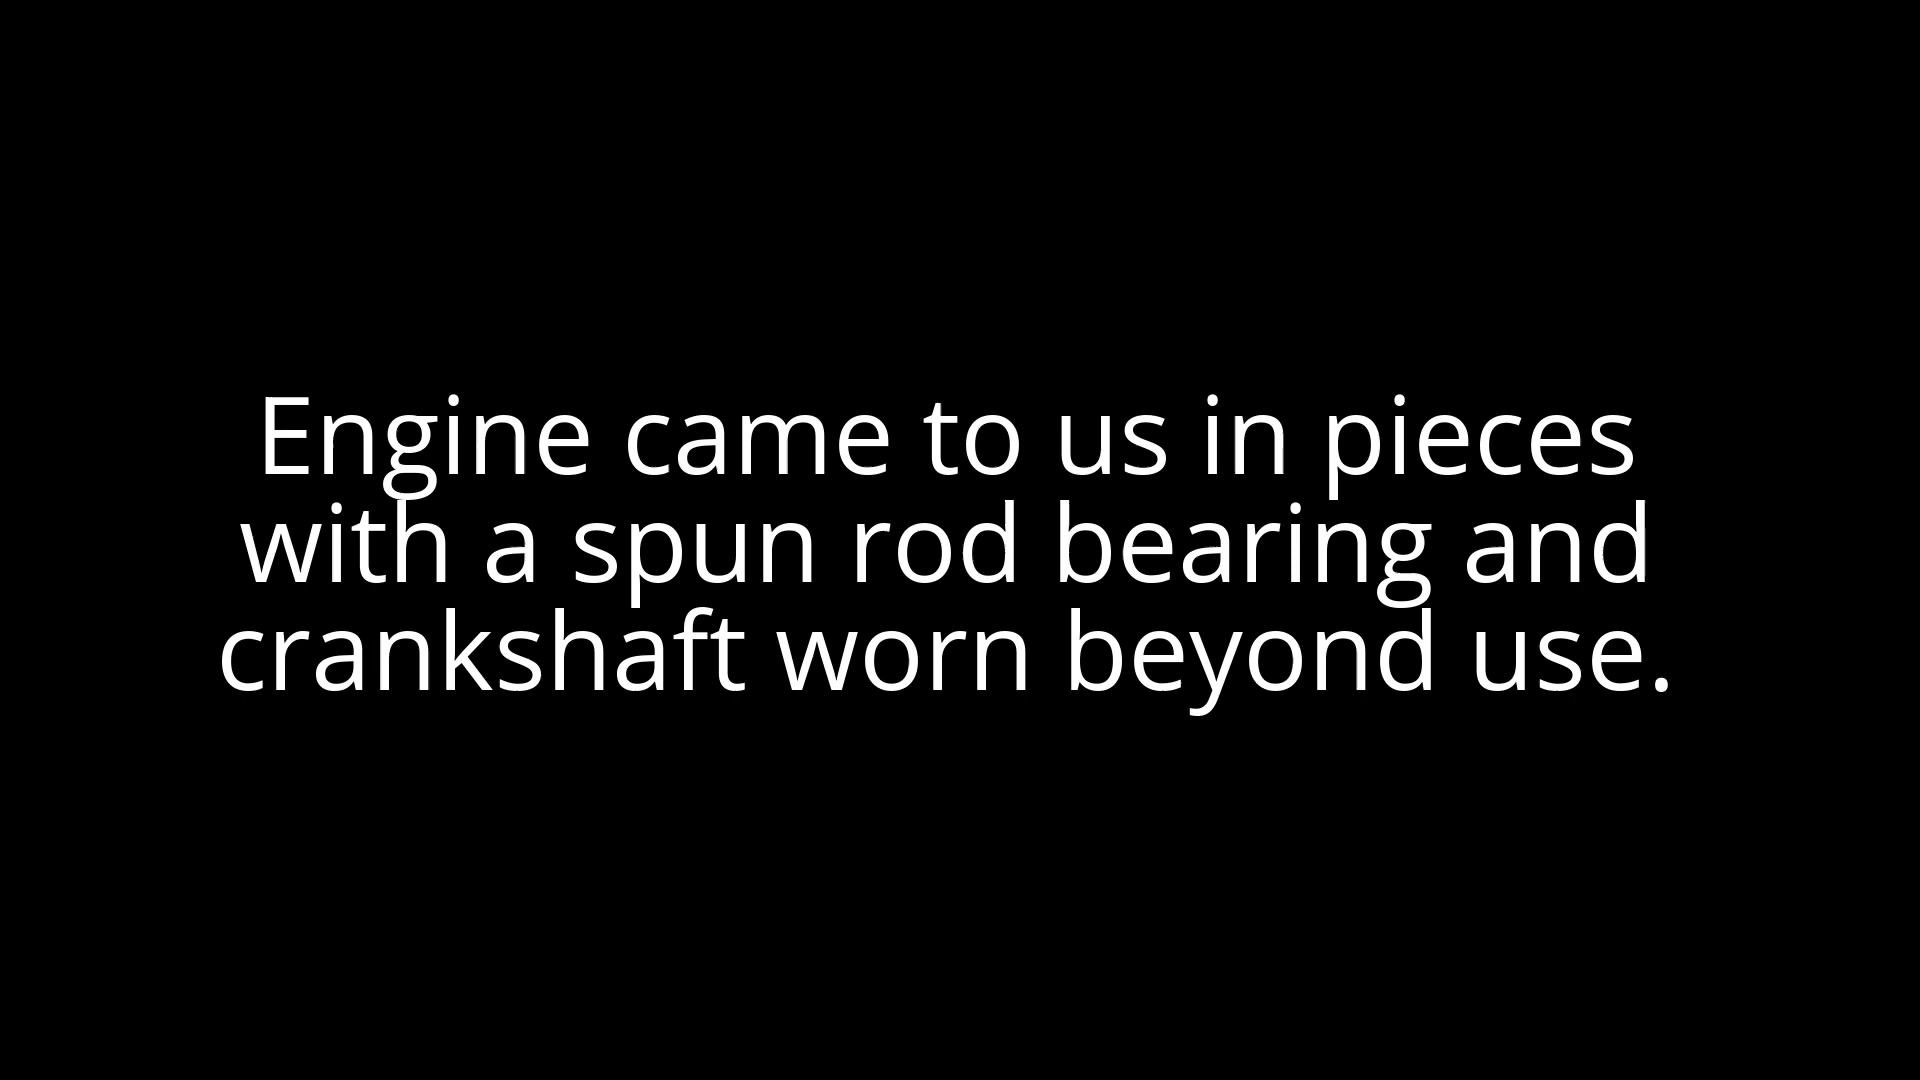 Engine came to us in pieces
with a spun rod bearing and
crankshaft worn beyond use.